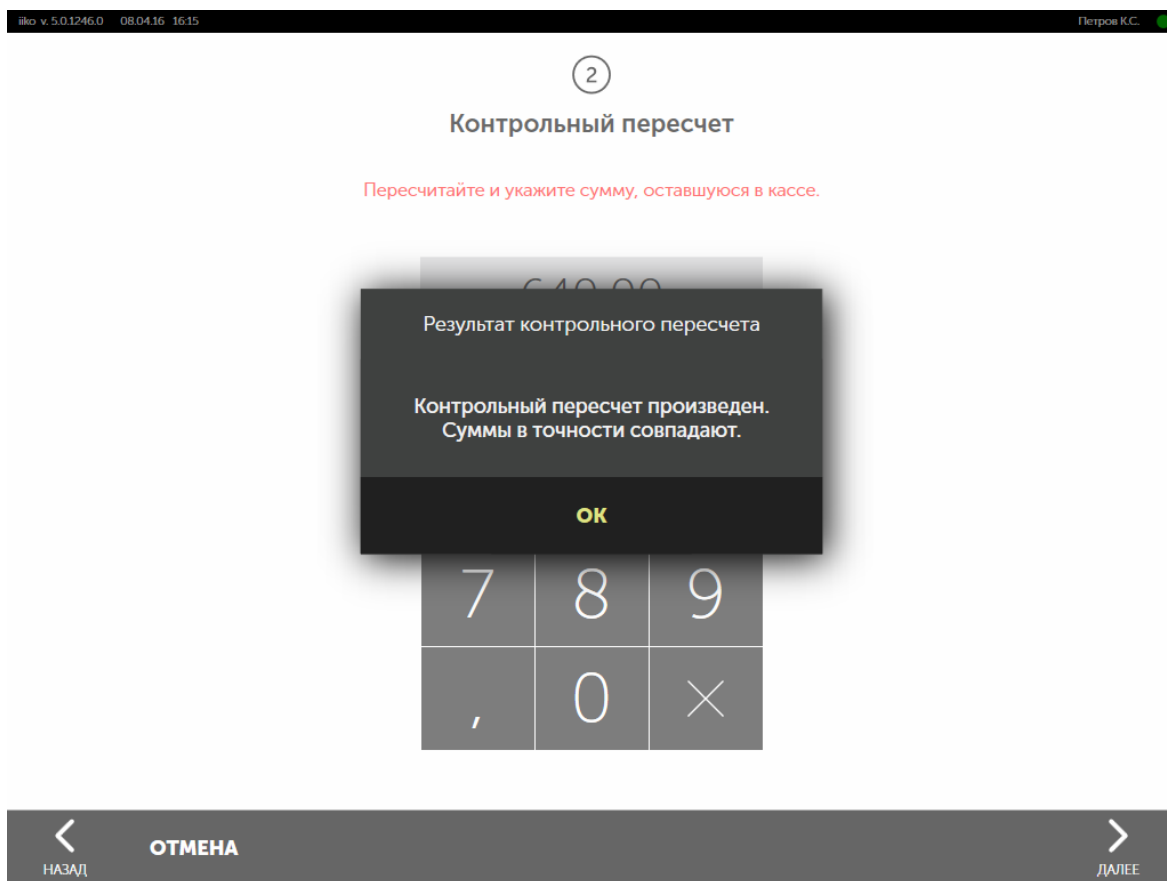 iiko v. 5.0.1246.0 08.04.16 16:15 Петров К.С.
2
Контрольный пересчет
Пересчитайте и укажите сумму, оставшуюся в кассе.
Результат контрольного пересчета
Контрольный пересчет произведен.
Суммы в точности совпадают.
ОК
7 8 9
, 0 ×
НАЗАД ОТМЕНА ДАЛЕЕ